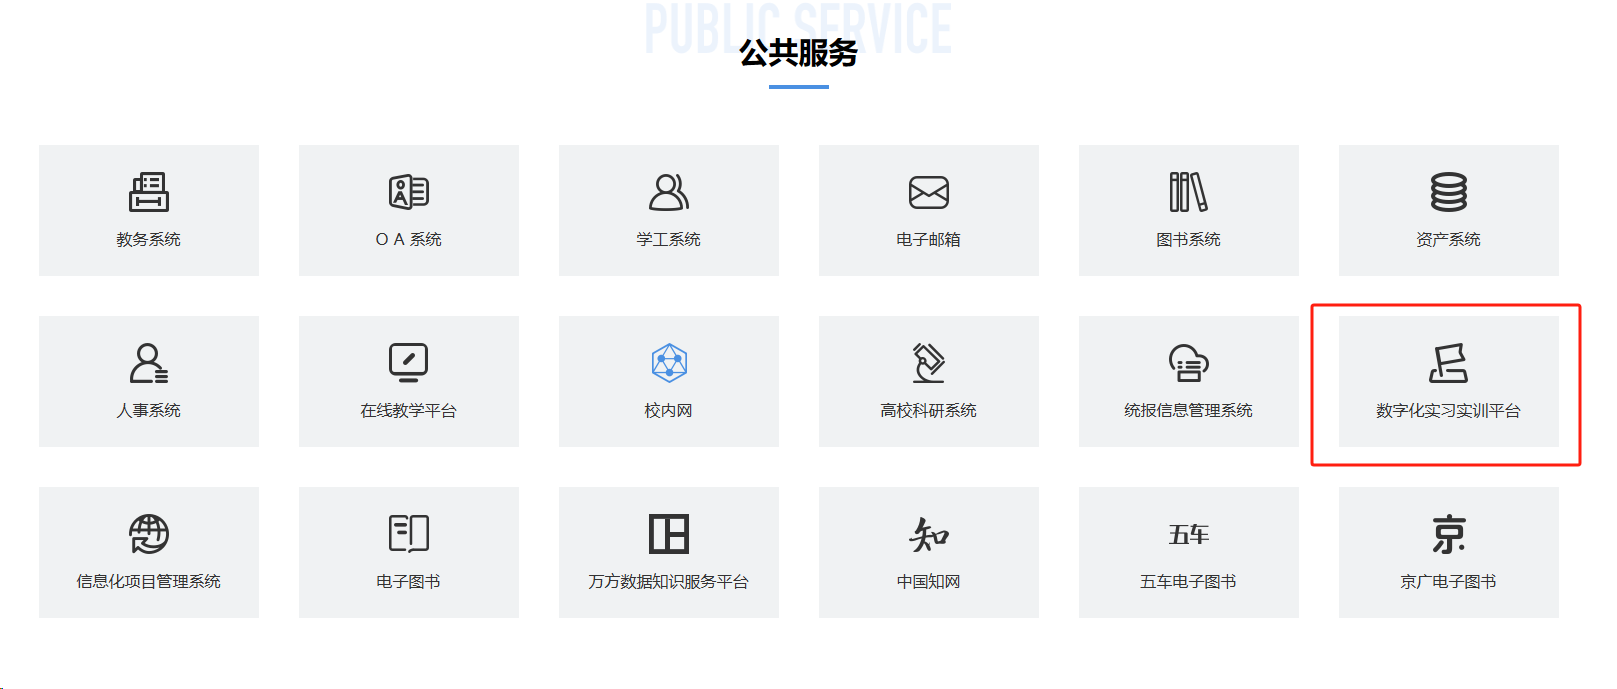 PUBLIC SERVICE
公共服务
教务系统
O A 系统
学工系统
电子邮箱
图书系统
资产系统
人事系统
在线教学平台
校内网
高校科研系统
统报信息管理系统
数字化实习实训平台
信息化项目管理系统
电子图书
万方数据知识服务平台
知
中国知网
五车
五车电子图书
京
京广电子图书